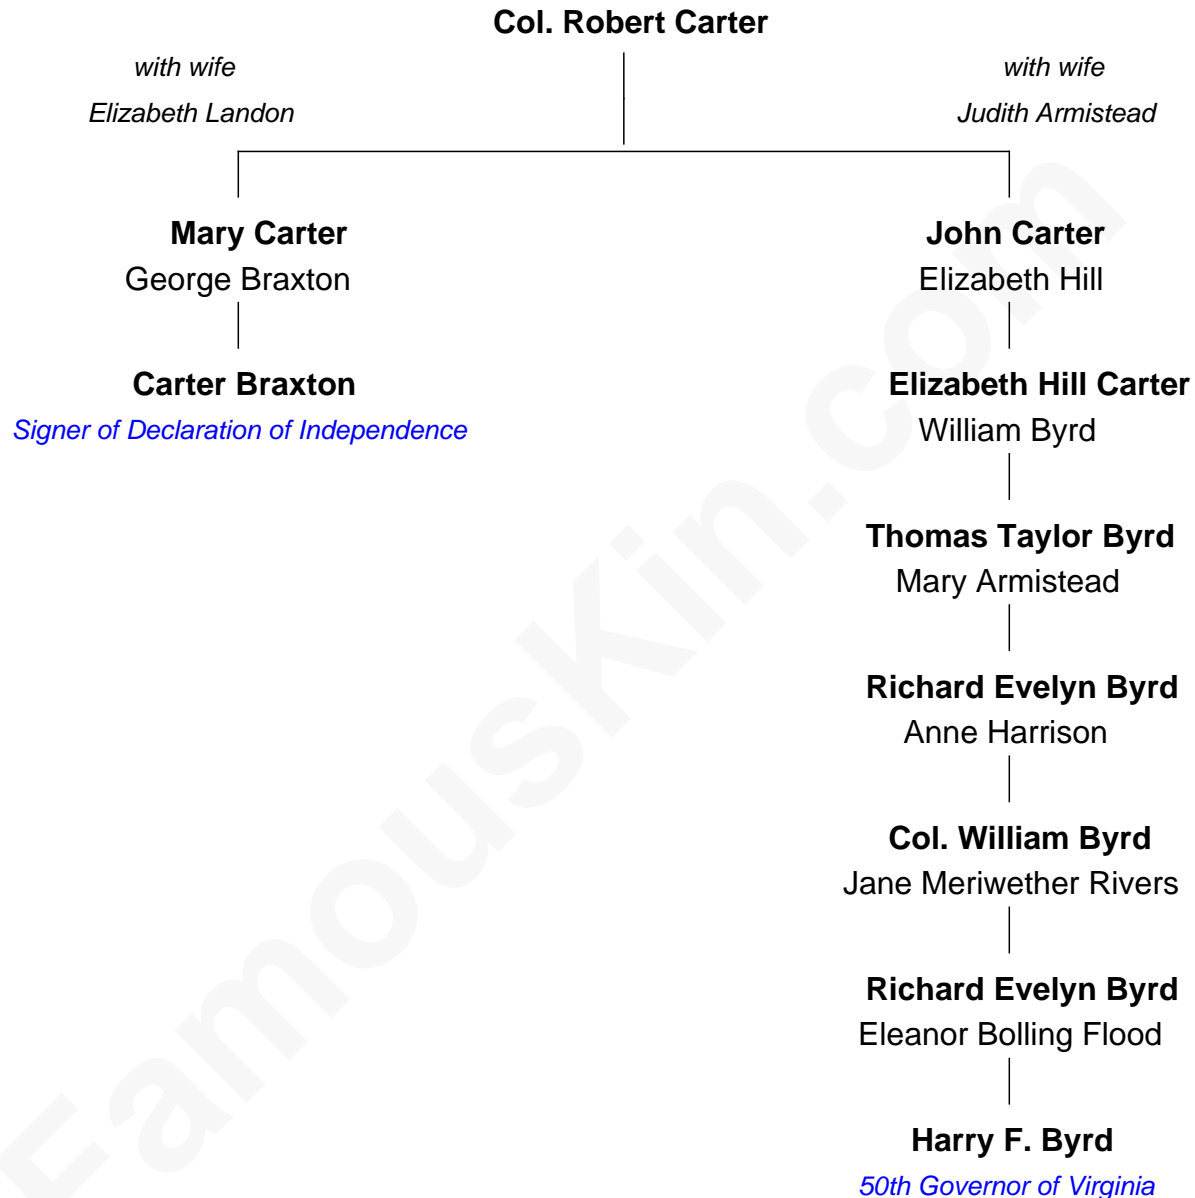 Col. Robert Carter
with wife
Elizabeth Landon
with wife
Judith Armistead
Mary Carter
George Braxton
John Carter
Elizabeth Hill
Carter Braxton
Signer of Declaration of Independence
Elizabeth Hill Carter
William Byrd
Thomas Taylor Byrd
Mary Armistead
Richard Evelyn Byrd
Anne Harrison
Col. William Byrd
Jane Meriwether Rivers
Richard Evelyn Byrd
Eleanor Bolling Flood
Harry F. Byrd
50th Governor of Virginia
FamousKin.com